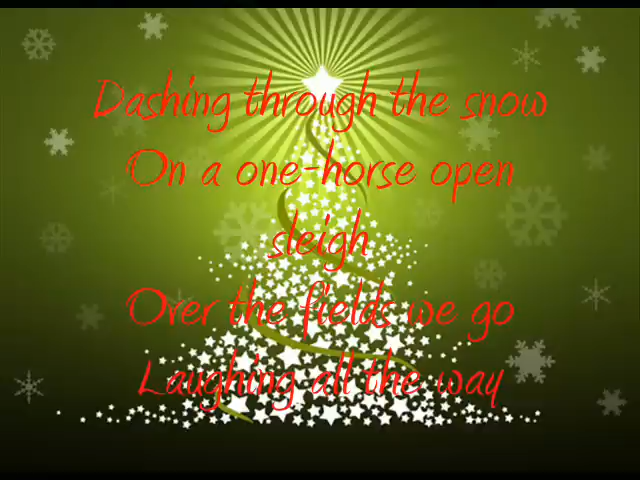 Dashing through the snow
On a one-horse open
sleigh
Over the fields we go
Laughing all the way